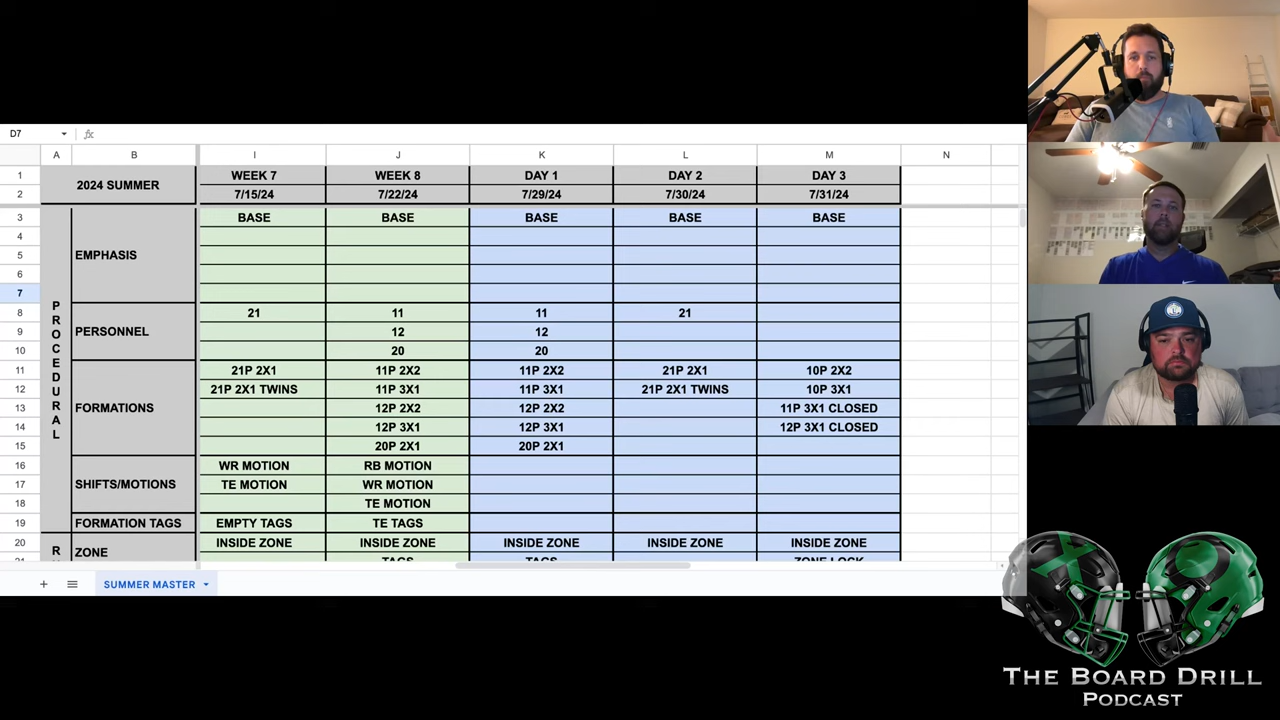 D7 fx
A B I J K L M N
1 2024 SUMMER WEEK 7 WEEK 8 DAY 1 DAY 2 DAY 3
2 7/15/24 7/22/24 7/29/24 7/30/24 7/31/24
3 BASE BASE BASE BASE BASE
4
5 EMPHASIS
6
7
8 21 11 11 21
9 PERSONNEL 12 12
10 20 20
11 21P 2X1 11P 2X2 11P 2X2 21P 2X1 10P 2X2
12 21P 2X1 TWINS 11P 3X1 11P 3X1 21P 2X1 TWINS 10P 3X1
13 FORMATIONS 12P 2X2 12P 2X2 11P 3X1 CLOSED
14 12P 3X1 12P 3X1 12P 3X1 CLOSED
15 20P 2X1 20P 2X1
16 WR MOTION RB MOTION
17 SHIFTS/MOTIONS TE MOTION WR MOTION
18 TE MOTION
19 FORMATION TAGS EMPTY TAGS TE TAGS
PROCEDURAL
20 R ZONE INSIDE ZONE INSIDE ZONE INSIDE ZONE INSIDE ZONE INSIDE ZONE
21 TAGS TAGS ZONE LOCK
+ SUMMER MASTER
THE BOARD DRILL
PODCAST